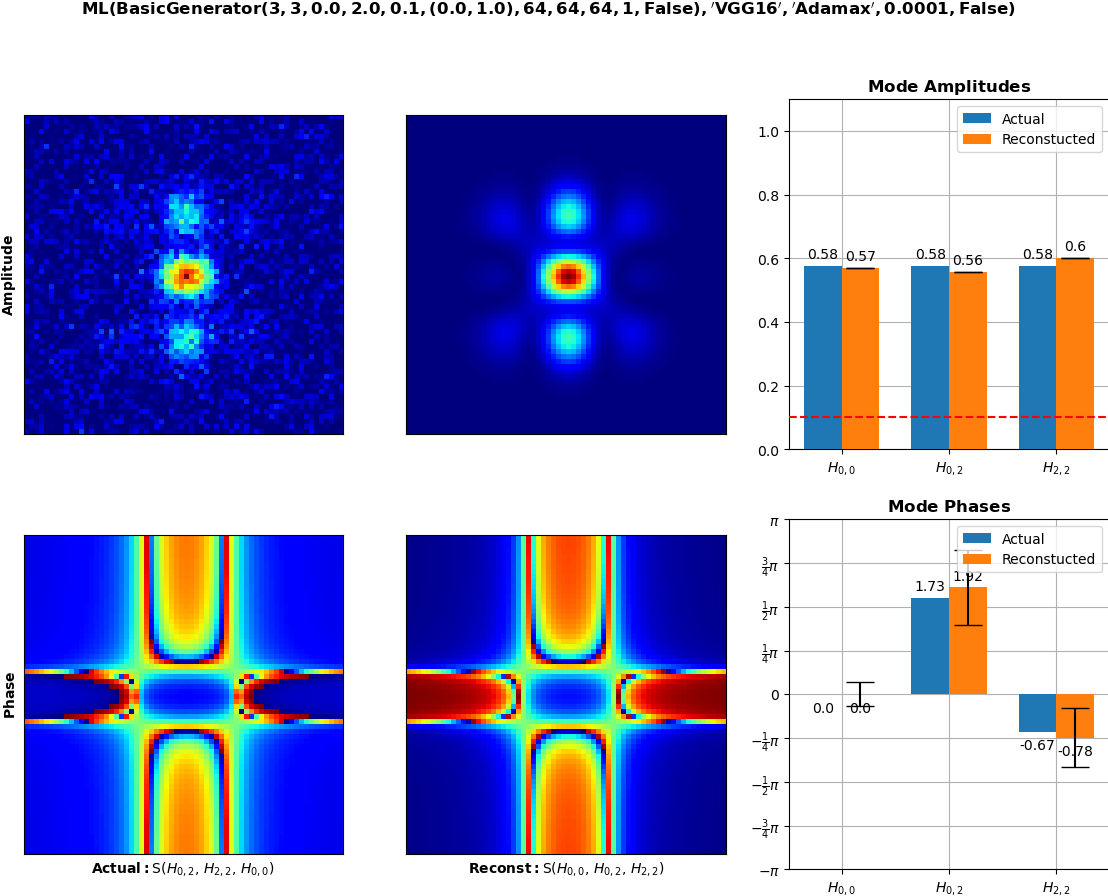 ML(BasicGenerator(3, 3, 0.0, 2.0, 0.1, (0.0, 1.0), 64, 64, 64, 1, False), ′VGG16′, ′Adamax′, 0.0001, False)
Mode Amplitudes
Actual
Reconstucted
1.0
0.8
0.6
0.4
0.2
0.0
0.58
0.57
0.58
0.56
0.58
0.6
H0,0
H0,2
H2,2
Amplitude
Mode Phases
Actual
Reconstucted
π
3/4π
1/2π
1/4π
0
−1/4π
−1/2π
−3/4π
−π
0.0
0.0
1.73
1.92
-0.67
-0.78
H0,0
H0,2
H2,2
Phase
Actual: S(H0,2, H2,2, H0,0)
Reconst: S(H0,0, H0,2, H2,2)